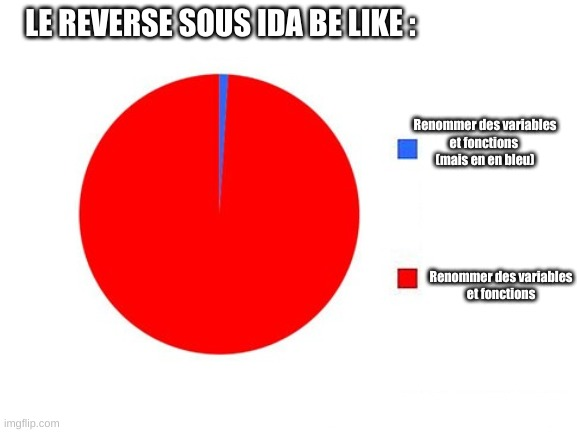 LE REVERSE SOUS IDA BE LIKE :
Renommer des variables
et fonctions
(mais en en bleu)
Renommer des variables
et fonctions
imgflip.com